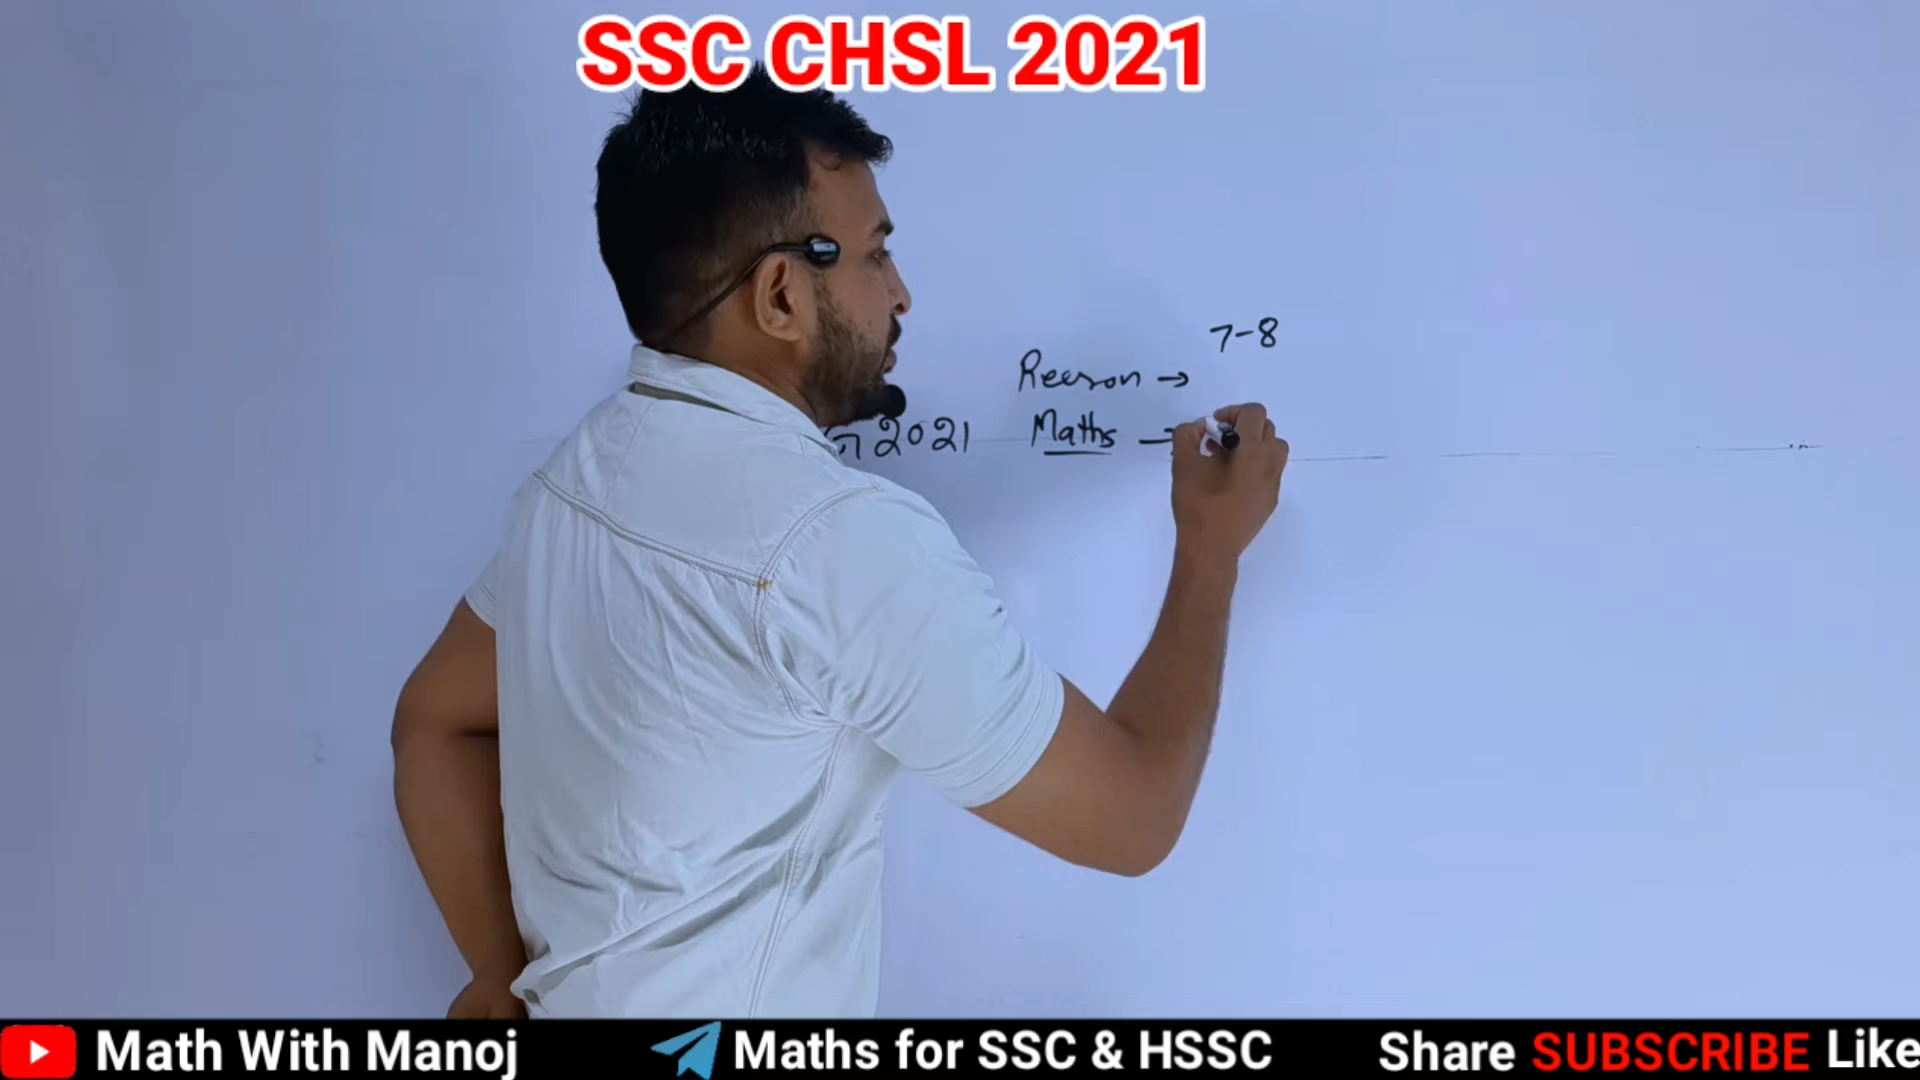 SSC CHSL 2021
7-8
Reason →
2021 Maths →
Math With Manoj Maths for SSC & HSSC Share SUBSCRIBE Like